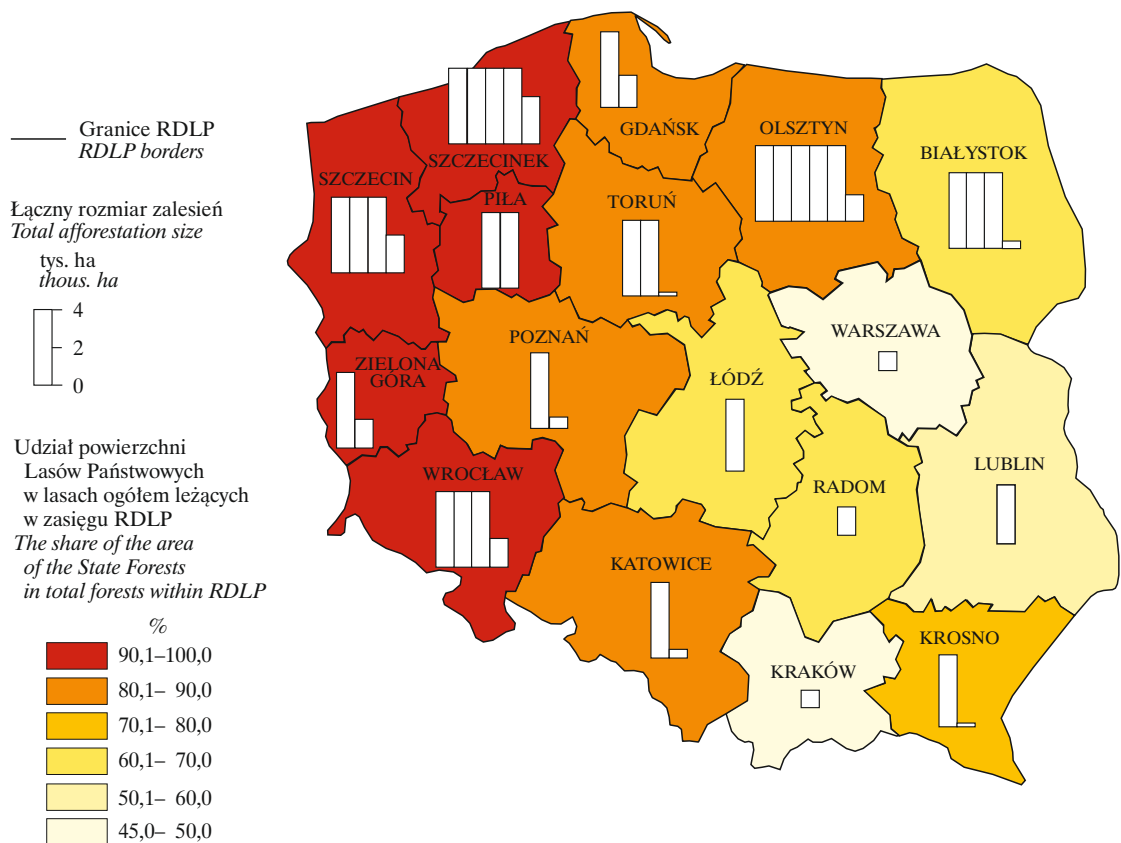 Granice RDLP
RDLP borders
Łączny rozmiar zalesień
Total afforestation size
tys. ha
thous. ha
4
2
0
Udział powierzchni
Lasów Państwowych
w lasach ogółem leżących
w zasięgu RDLP
The share of the area
of the State Forests
in total forests within RDLP
%
90,1–100,0
80,1– 90,0
70,1– 80,0
60,1– 70,0
50,1– 60,0
45,0– 50,0
GDAŃSK
OLSZTYN
BIAŁYSTOK
SZCZECINEK
SZCZECIN
PIŁA
TORUŃ
WARSZAWA
POZNAŃ
ZIELONA
GÓRA
ŁÓDŹ
WROCŁAW
LUBLIN
RADOM
KATOWICE
KROSNO
KRAKÓW